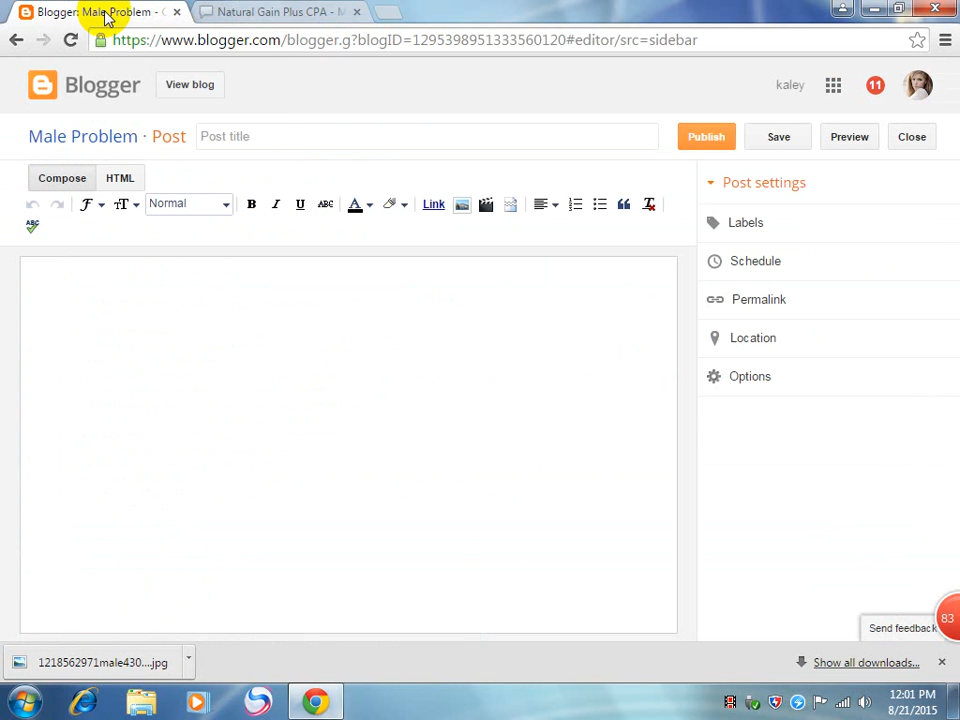 Blogger: Male Problem - C
Natural Gain Plus CPA - M
https://www.blogger.com/blogger.g?blogID=1295398951333560120#editor/src=sidebar
Blogger
View blog
kaley
11
Male Problem · Post
Post title
Publish
Save
Preview
Close
Compose
HTML
Normal
B
I
U
ABC
A
Link
ABC
Post settings
Labels
Schedule
Permalink
Location
Options
83
Send feedback
1218562971male430....jpg
Show all downloads...
12:01 PM
8/21/2015